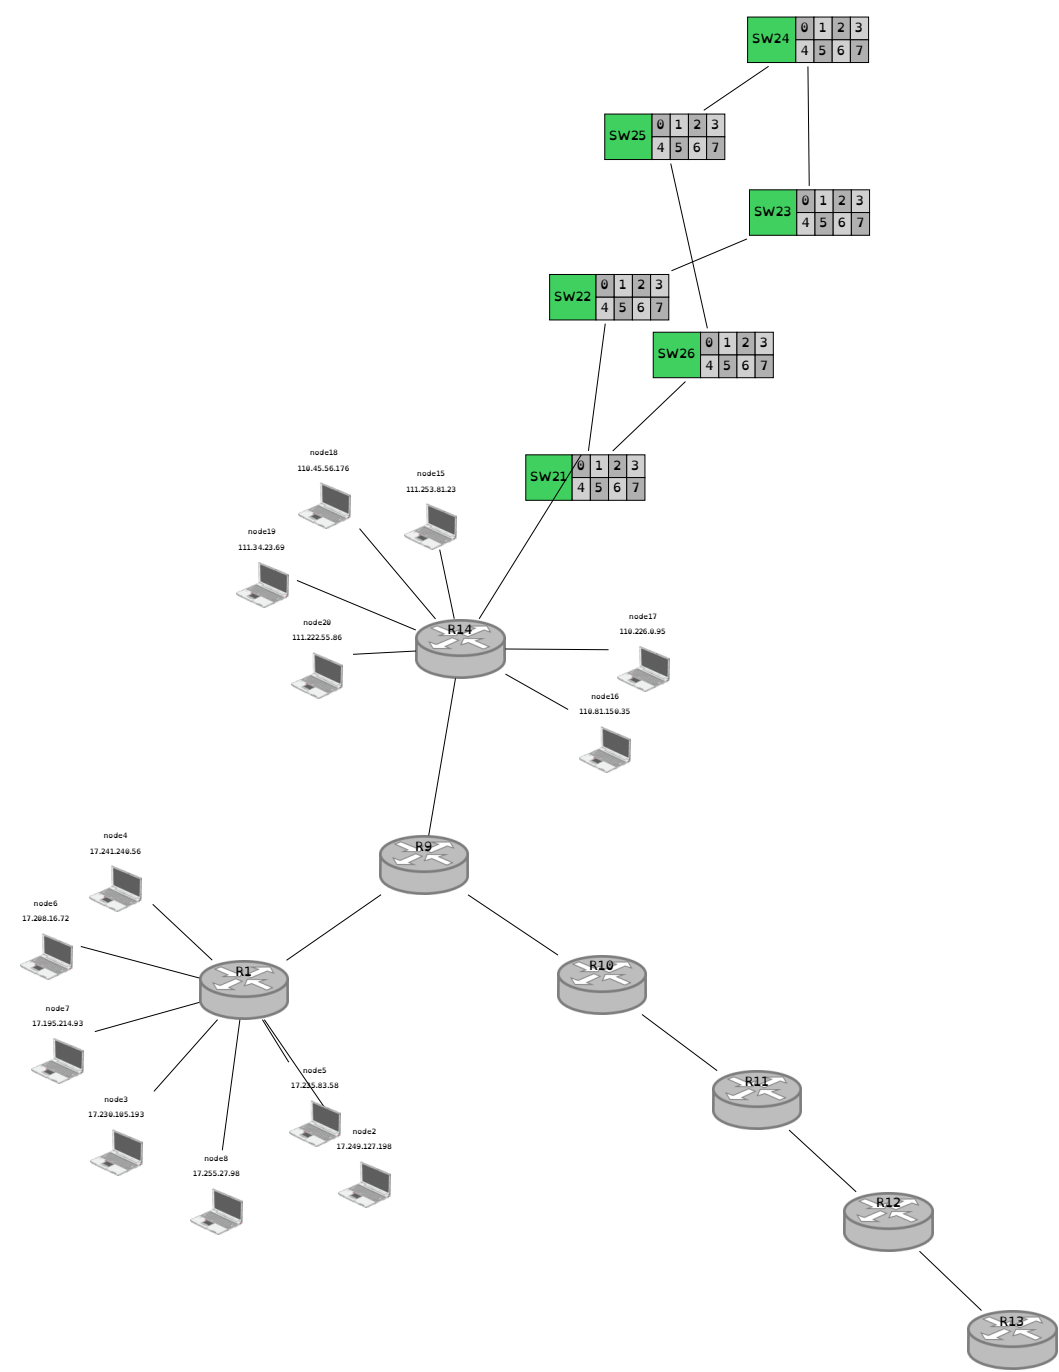 SW24 0 1 2 3
4 5 6 7
SW25 0 1 2 3
4 5 6 7
SW23 0 1 2 3
4 5 6 7
SW22 0 1 2 3
4 5 6 7
SW26 0 1 2 3
4 5 6 7
SW21 0 1 2 3
4 5 6 7
node18
110.45.56.176
node15
111.253.81.23
node19
111.34.23.69
node20
111.222.55.86
R14
node17
110.226.0.95
node16
110.81.150.35
R9
node4
17.241.240.56
node6
17.208.16.72
R1
R10
node7
17.195.214.93
node5
17.235.83.58
R11
node3
17.230.105.193
node2
17.249.127.198
node8
17.255.27.98
R12
R13